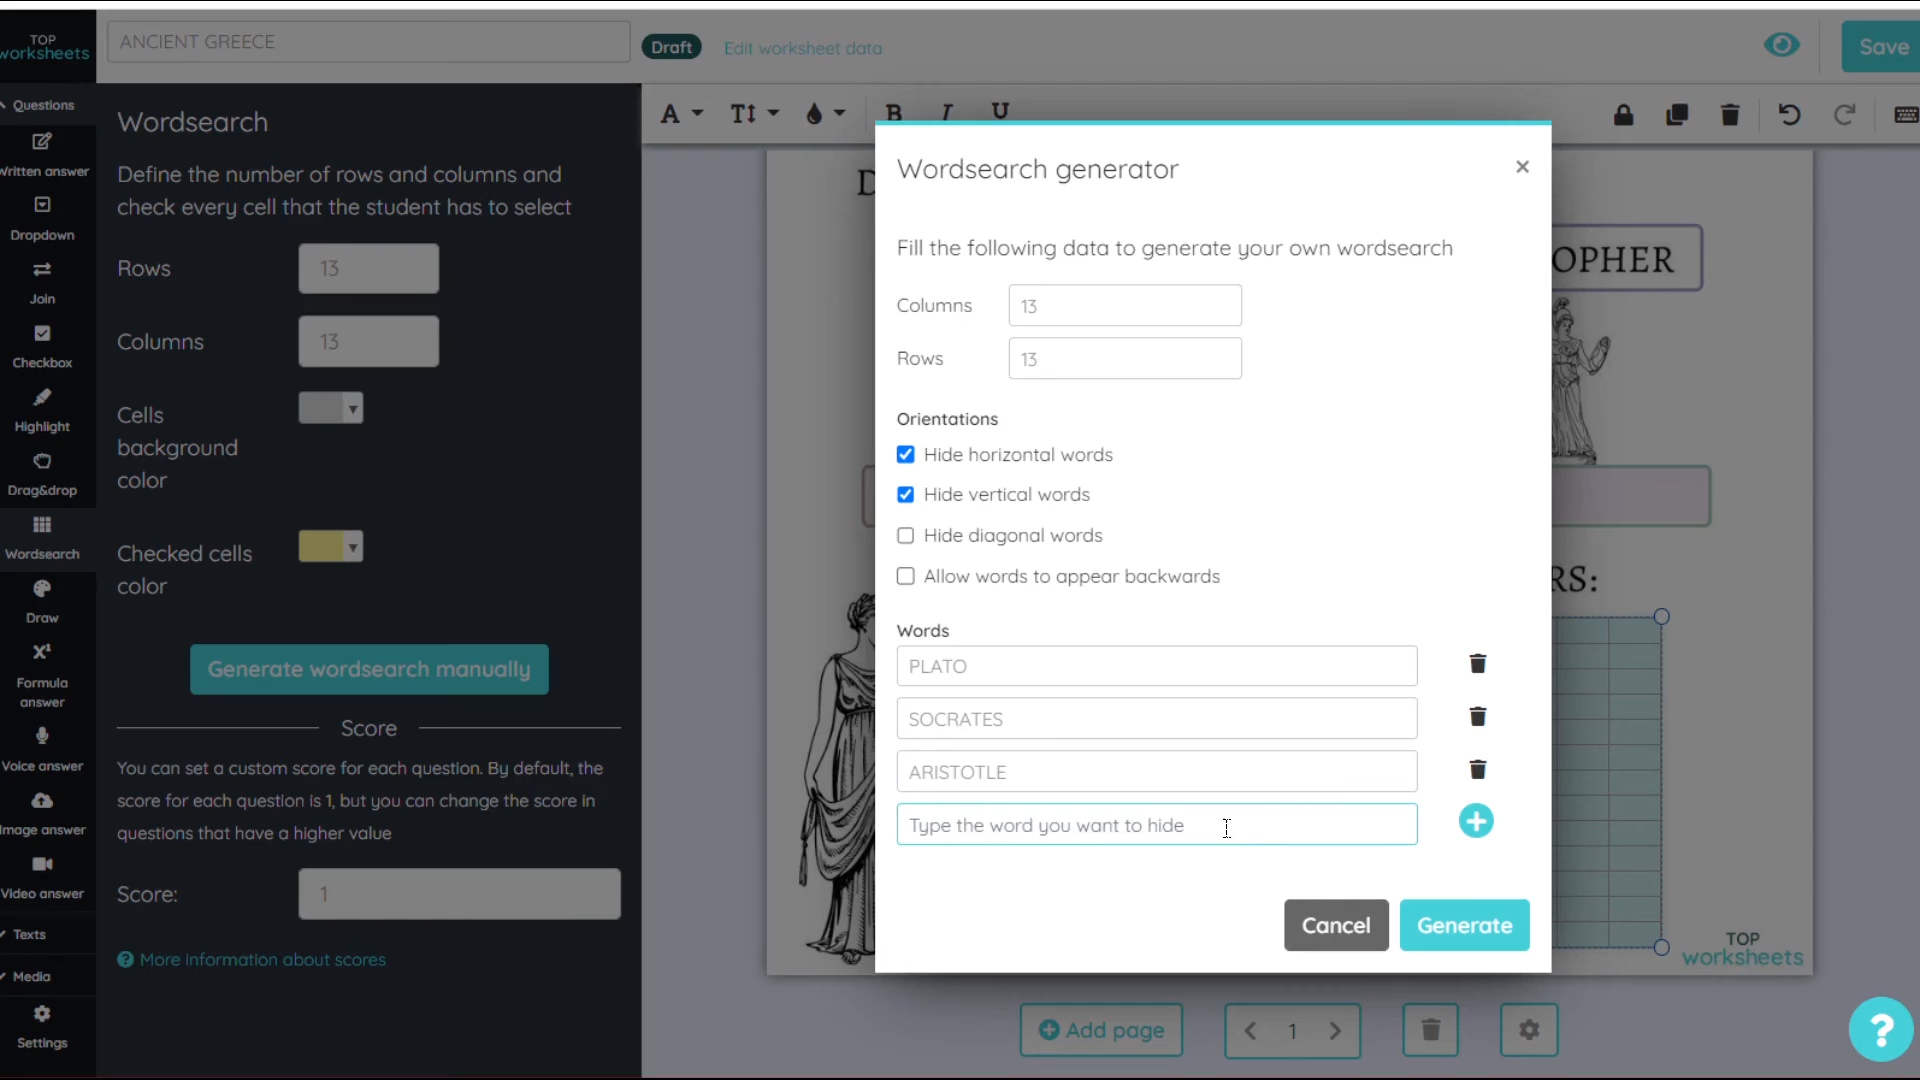 TOP
worksheets
ANCIENT GREECE
Draft
Edit worksheet data
Save
Questions
Written answer
Dropdown
Join
Checkbox
Highlight
Drag&drop
Wordsearch
Draw
X¹
Formula
answer
Voice answer
Image answer
Video answer
Texts
Media
Settings
Wordsearch
Define the number of rows and columns and
check every cell that the student has to select
Rows
13
Columns
13
Cells
background
color
Checked cells
color
Generate wordsearch manually
Score
You can set a custom score for each question. By default, the
score for each question is 1, but you can change the score in
questions that have a higher value
Score:
1
More information about scores
A
T
B
I
U
D
OPHER
RS:
Wordsearch generator
×
Fill the following data to generate your own wordsearch
Columns
13
Rows
13
Orientations
Hide horizontal words
Hide vertical words
Hide diagonal words
Allow words to appear backwards
Words
PLATO
SOCRATES
ARISTOTLE
Type the word you want to hide
Cancel
Generate
TOP
worksheets
Add page
1
?